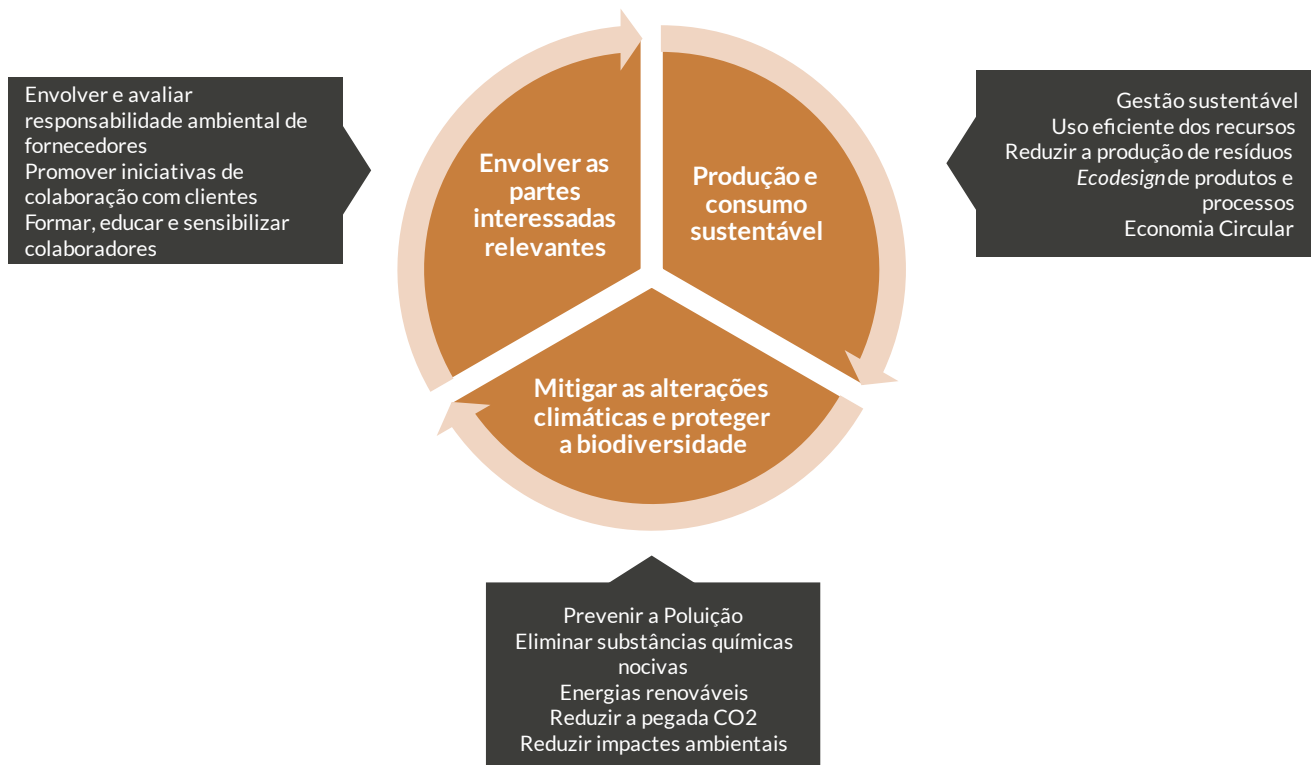 Envolver e avaliar
responsabilidade ambiental de
fornecedores
Promover iniciativas de
colaboração com clientes
Formar, educar e sensibilizar
colaboradores
Envolver as
partes
interessadas
relevantes
Produção e
consumo
sustentável
Gestão sustentável
Uso eficiente dos recursos
Reduzir a produção de resíduos
Ecodesign de produtos e
processos
Economia Circular
Mitigar as alterações
climáticas e proteger
a biodiversidade
Prevenir a Poluição
Eliminar substâncias químicas
nocivas
Energias renováveis
Reduzir a pegada CO2
Reduzir impactes ambientais